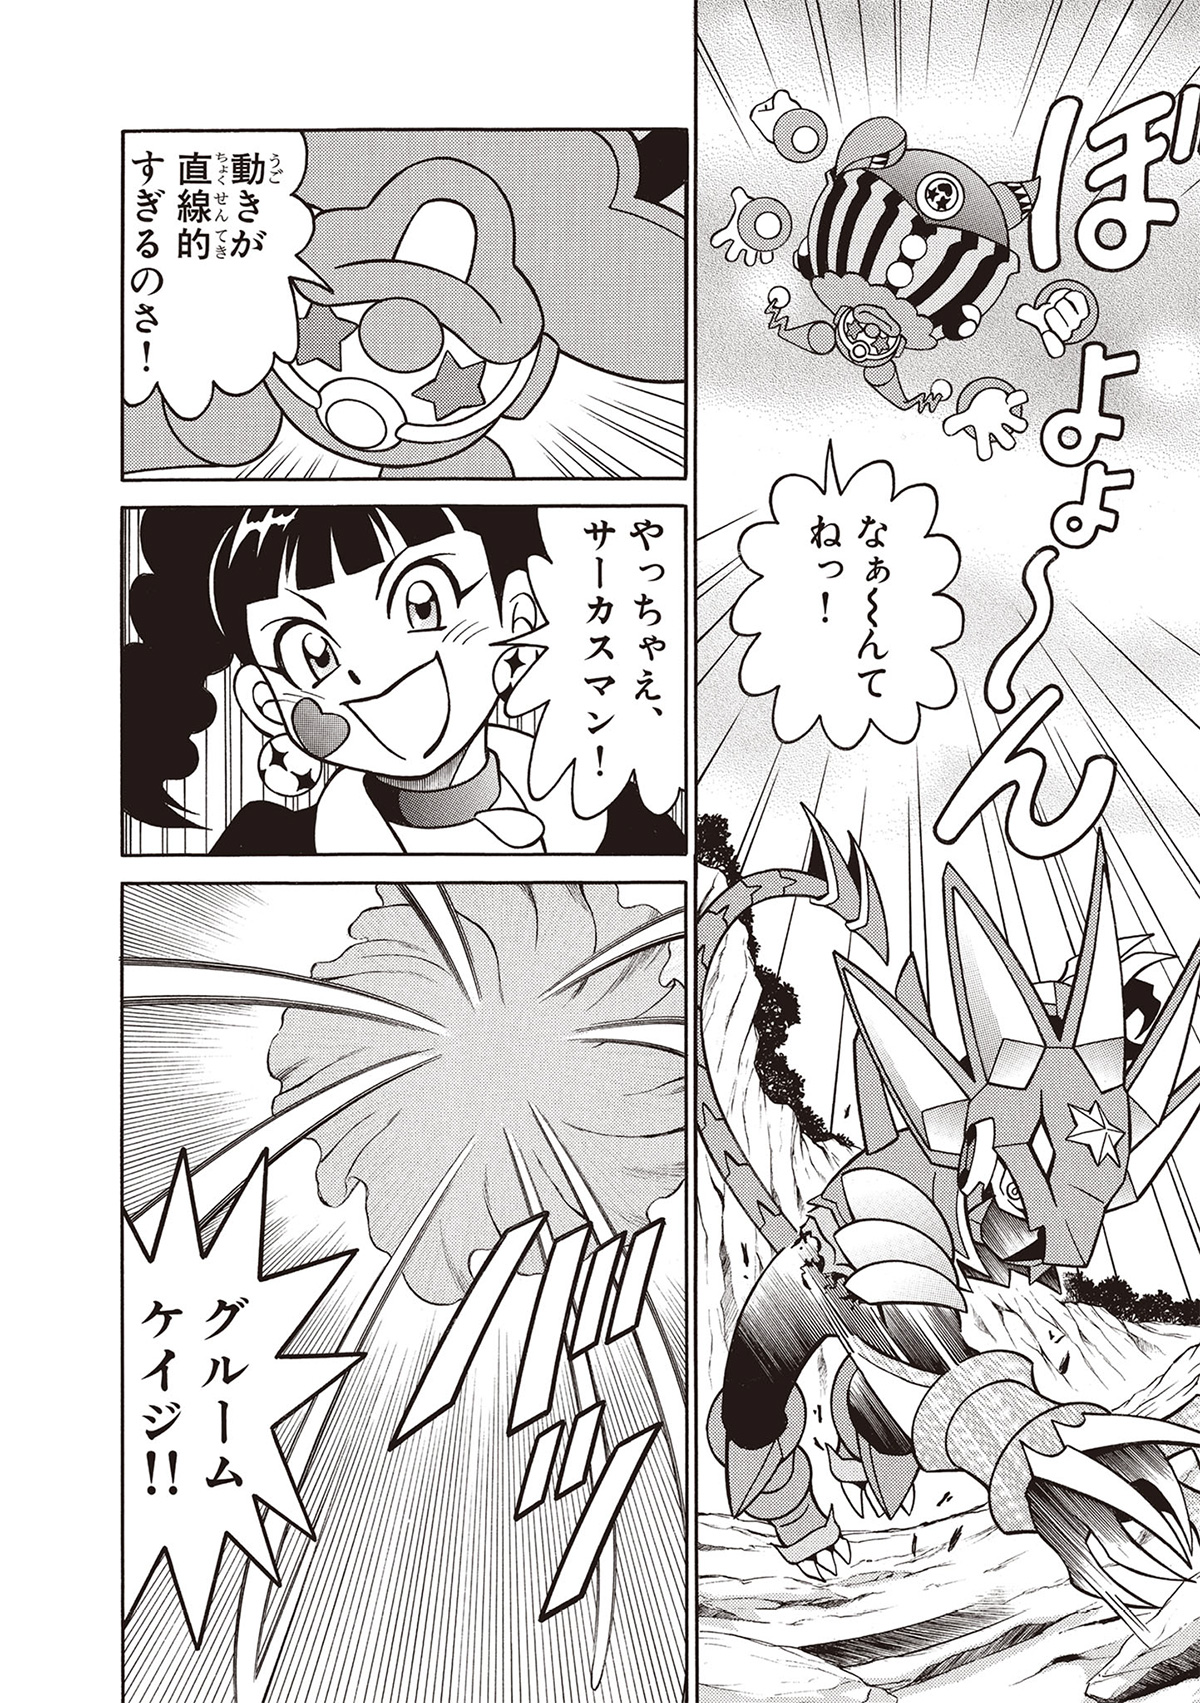 ぼよよ〜ん
なぁ〜んて
ねっ！
動きが
直線的
すぎるのさ！
やっちゃえ、
サーカスマン！
バババ
グルーム
ケイジ！！